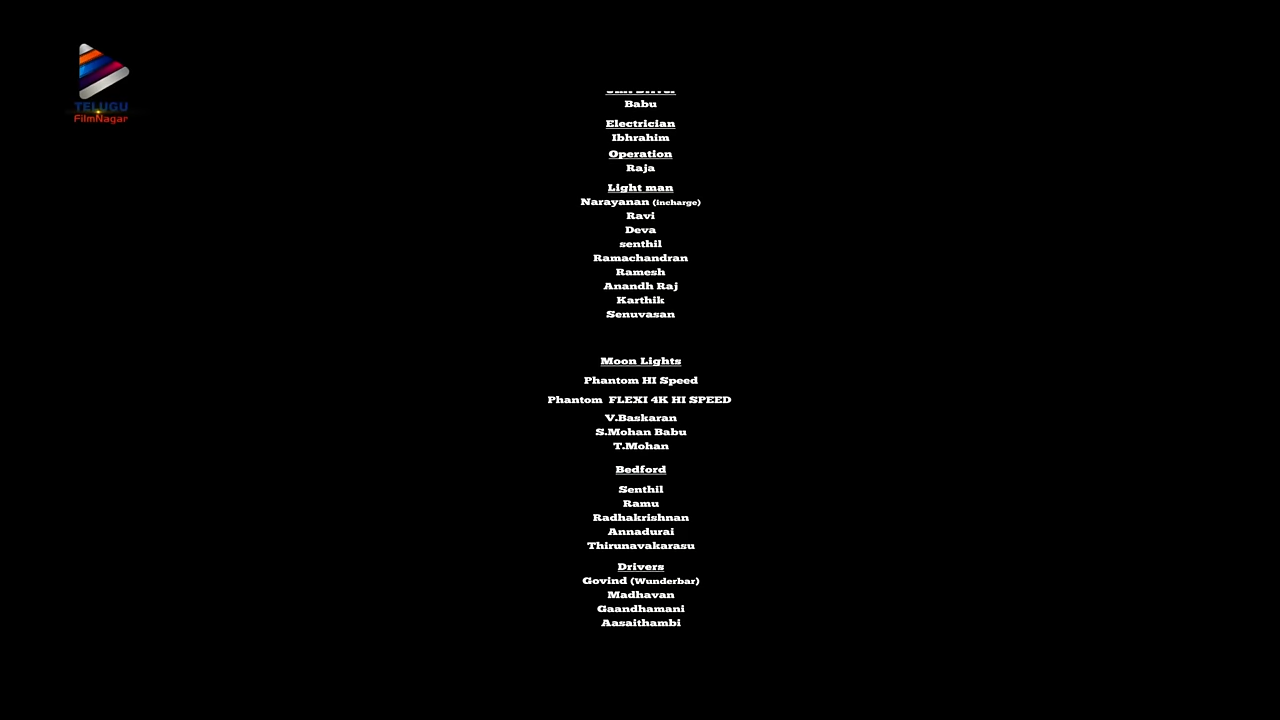 TELUGU
FilmNagar
Babu
Electrician
Ibhrahim
Operation
Raja
Light man
Narayanan (incharge)
Ravi
Deva
senthil
Ramachandran
Ramesh
Anandh Raj
Karthik
Senuvasan
Moon Lights
Phantom HI Speed
Phantom FLEXI 4K HI SPEED
V.Baskaran
S.Mohan Babu
T.Mohan
Bedford
Senthil
Ramu
Radhakrishnan
Annadurai
Thirunavakarasu
Drivers
Govind (Wunderbar)
Madhavan
Gaandhamani
Aasaithambi